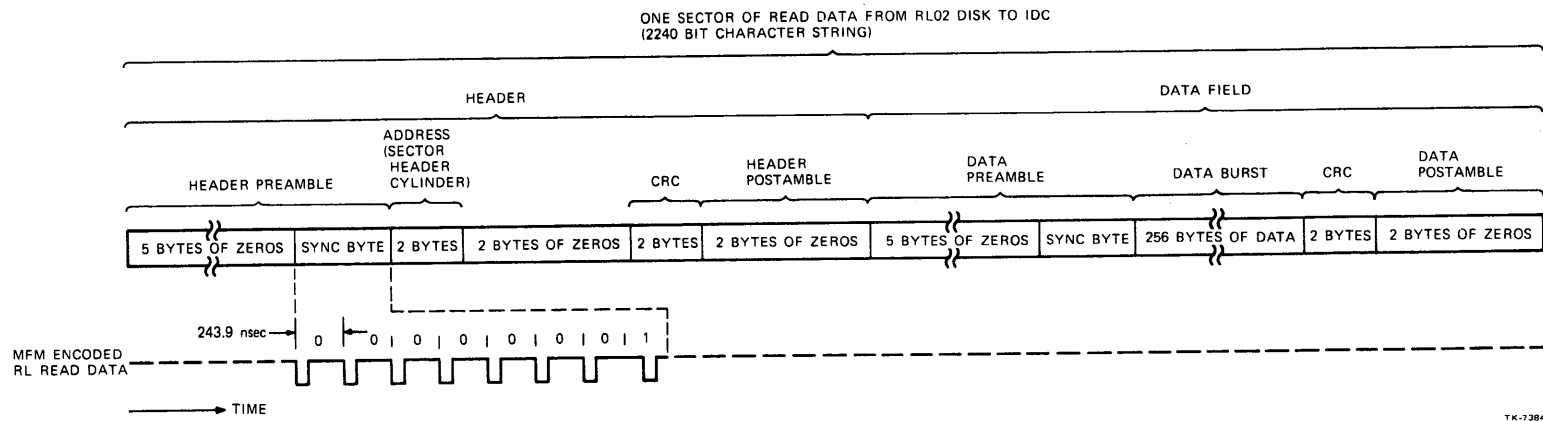 ONE SECTOR OF READ DATA FROM RL02 DISK TO IDC
(2240 BIT CHARACTER STRING)
HEADER
DATA FIELD
HEADER PREAMBLE
ADDRESS
(SECTOR
HEADER
CYLINDER)
CRC
HEADER
POSTAMBLE
DATA
PREAMBLE
DATA BURST
CRC
DATA
POSTAMBLE
5 BYTES OF ZEROS
SYNC BYTE
2 BYTES
2 BYTES OF ZEROS
2 BYTES
2 BYTES OF ZEROS
5 BYTES OF ZEROS
SYNC BYTE
256 BYTES OF DATA
2 BYTES
2 BYTES OF ZEROS
243.9 nsec
0 0 | 0 | 0 | 0 | 0 | 0 | 1
MFM ENCODED
RL READ DATA
TIME
TK-7384